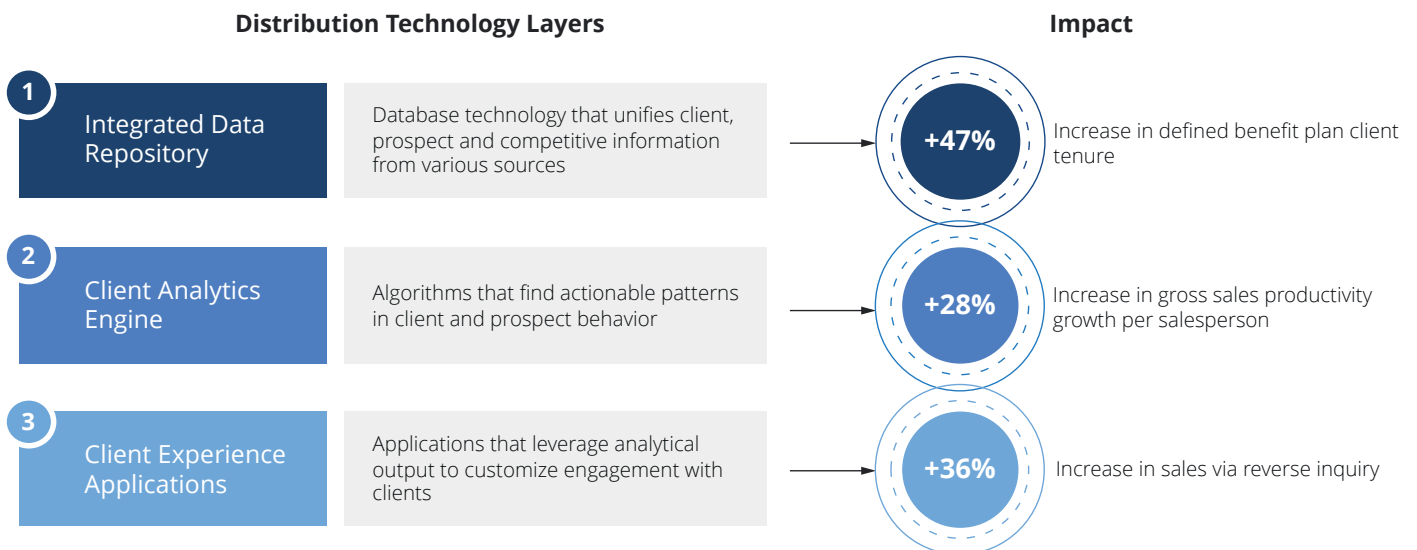 Distribution Technology Layers
Impact
1
Integrated Data
Repository
Database technology that unifies client,
prospect and competitive information
from various sources
+47%
Increase in defined benefit plan client
tenure
2
Client Analytics
Engine
Algorithms that find actionable patterns
in client and prospect behavior
+28%
Increase in gross sales productivity
growth per salesperson
3
Client Experience
Applications
Applications that leverage analytical
output to customize engagement with
clients
+36%
Increase in sales via reverse inquiry